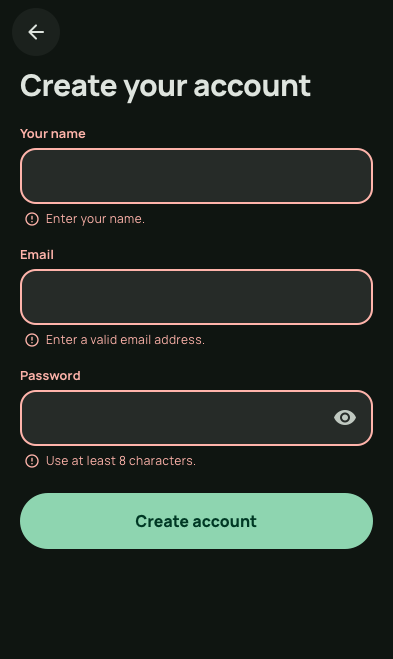 Create your account
Your name
Enter your name.
Email
Enter a valid email address.
Password
Use at least 8 characters.
Create account